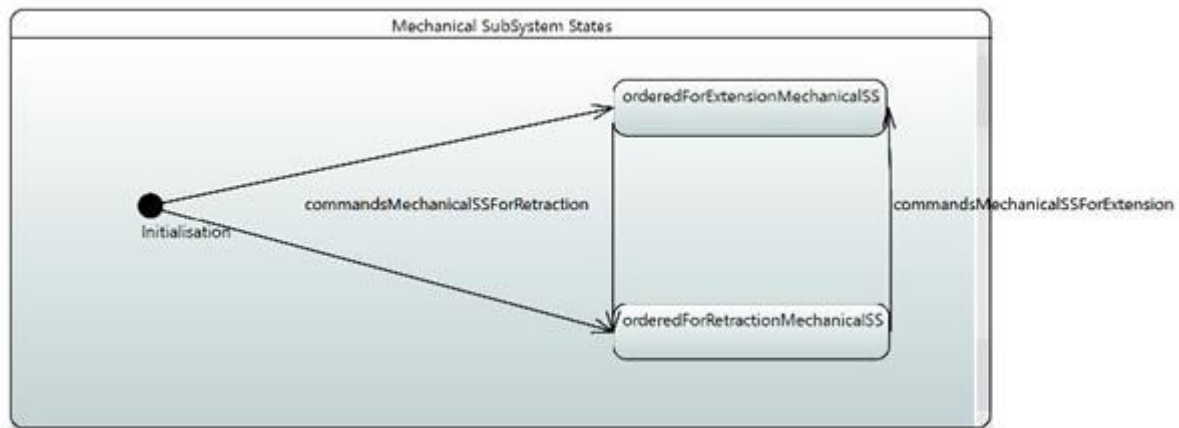 Mechanical SubSystem States
orderedForExtensionMechanicalSS
commandsMechanicalSSForRetraction
commandsMechanicalSSForExtension
Initialisation
orderedForRetractionMechanicalSS